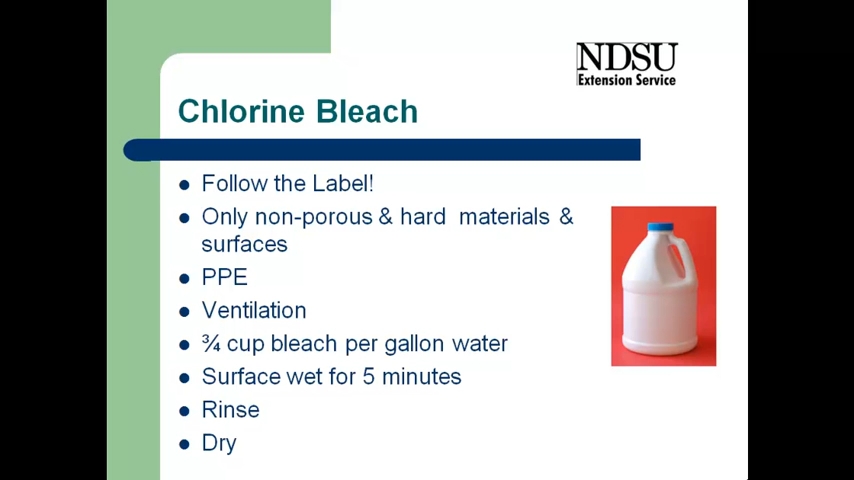 NDSU
Extension Service
Chlorine Bleach
Follow the Label!
Only non-porous & hard materials &
surfaces
PPE
Ventilation
¾ cup bleach per gallon water
Surface wet for 5 minutes
Rinse
Dry